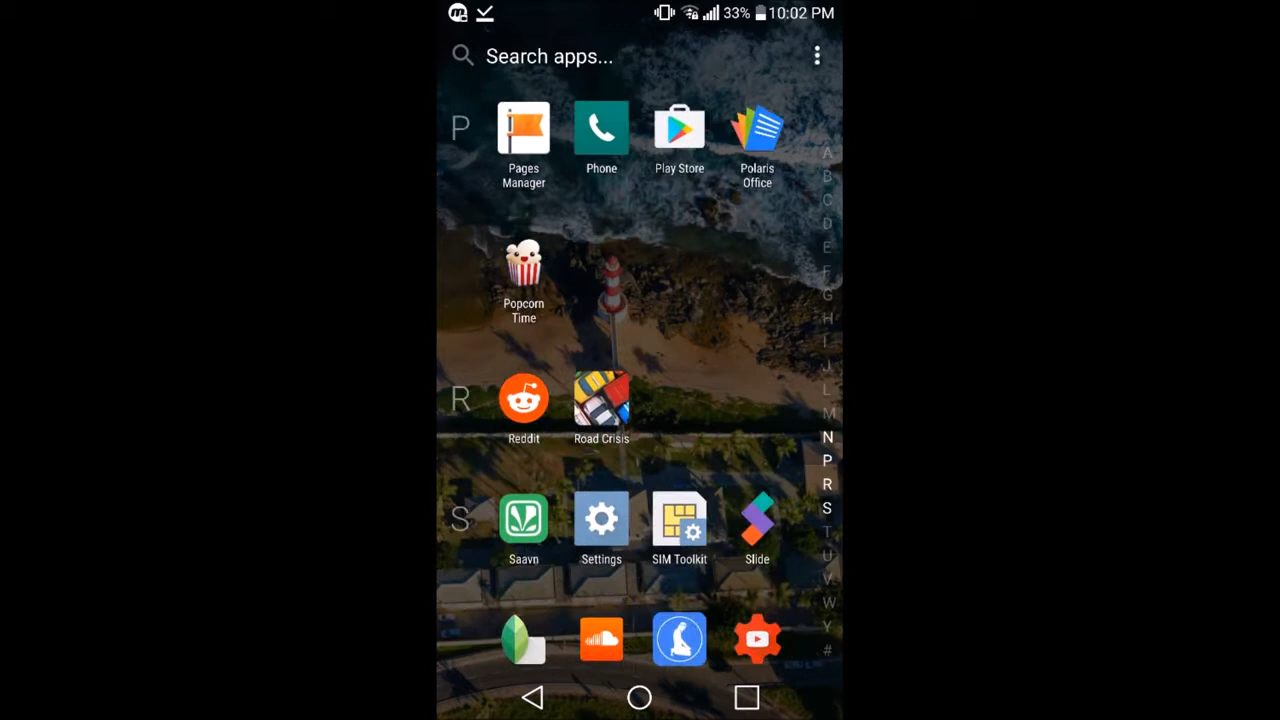 33% 10:02 PM
Search apps...
P
Pages Manager
Phone
Play Store
Polaris Office
Popcorn Time
R
Reddit
Road Crisis
S
Saavn
Settings
SIM Toolkit
Slide
A
B
C
D
E
F
G
H
I
J
L
M
N
P
R
S
T
U
V
W
Y
#